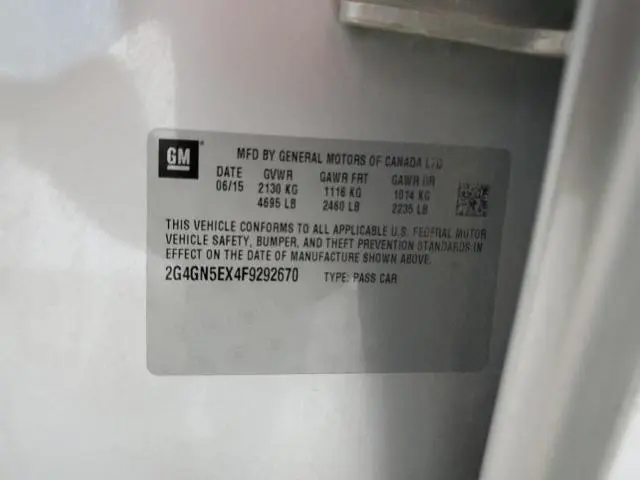 GM
MFD BY GENERAL MOTORS OF CANADA LTD
DATE GVWR GAWR FRT GAWR RR
06/15 2130 KG 1116 KG 1014 KG
4695 LB 2460 LB 2235 LB
THIS VEHICLE CONFORMS TO ALL APPLICABLE U.S. FEDERAL MOTOR
VEHICLE SAFETY, BUMPER, AND THEFT PREVENTION STANDARDS IN
EFFECT ON THE DATE OF MANUFACTURE SHOWN ABOVE.
2G4GN5EX4F9292670 TYPE: PASS CAR